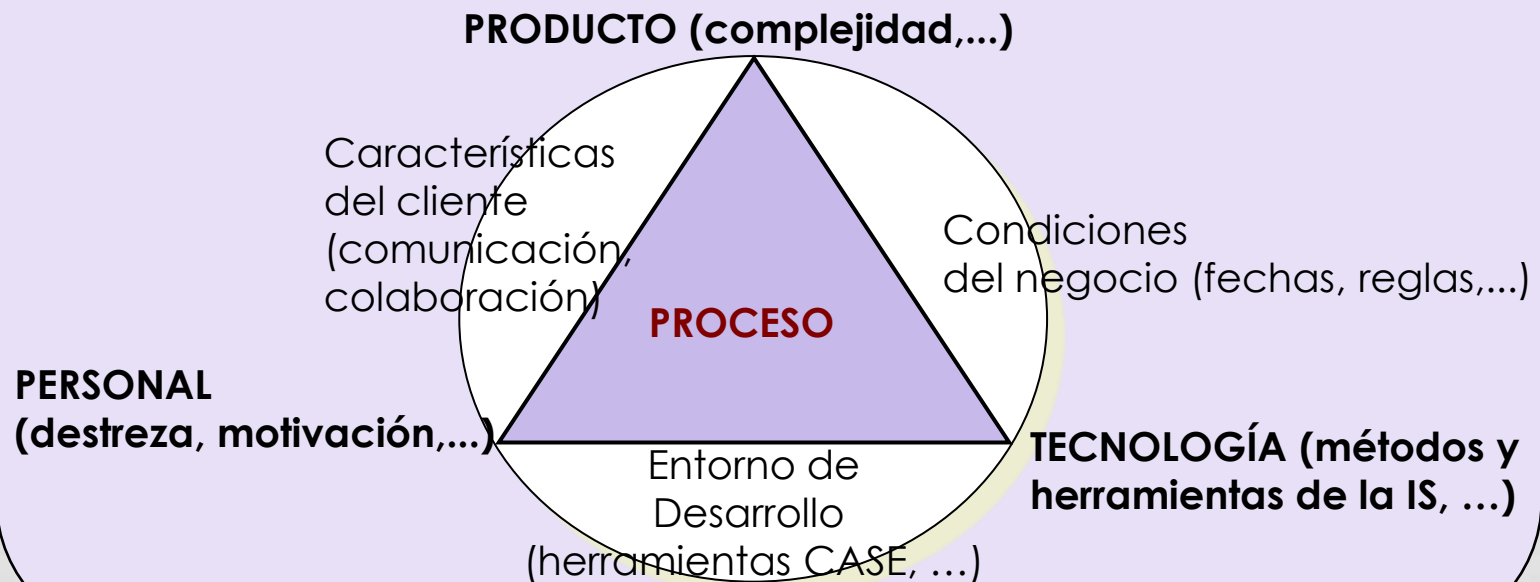 PRODUCTO (complejidad,...)
Características
del cliente
(comunicación,
colaboración)
Condiciones
del negocio (fechas, reglas,...)
PROCESO
PERSONAL
(destreza, motivación,...)
TECNOLOGÍA (métodos y
herramientas de la IS, …)
Entorno de
Desarrollo
(herramientas CASE, …)